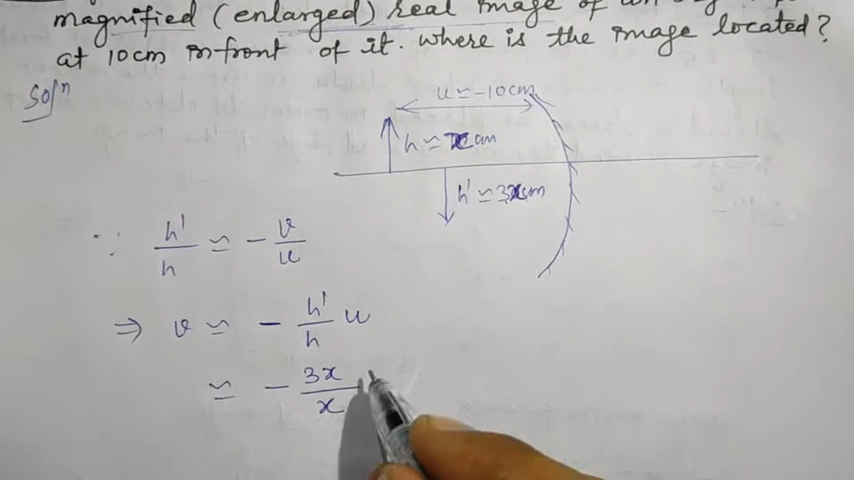 magnified (enlarged) real image of an
at 10cm in front of it. where is the image located?
Solⁿ
u ≃ -10cm
h ≃ x cm
h' ≃ 3x cm
∵ h'/h ≃ - v/u
⇒ v ≃ - h'/h u
≃ - 3x/x